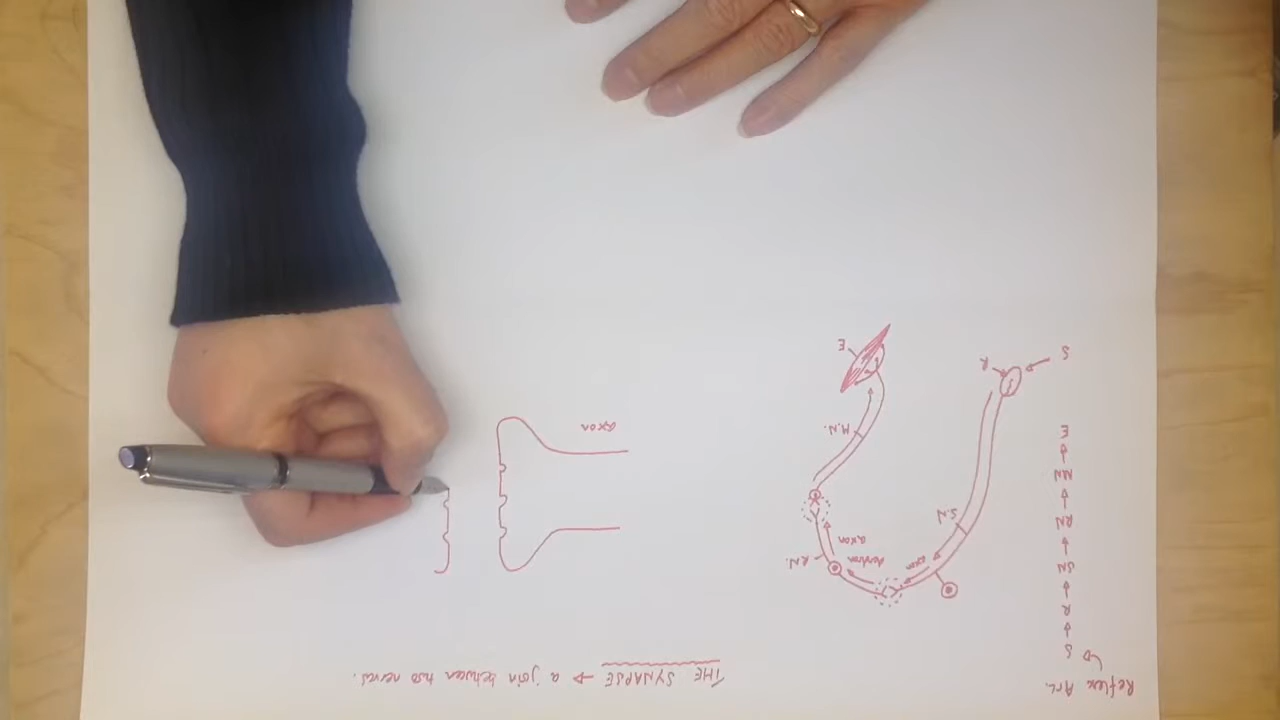 Reflex Arc.
↳ S → R → SN → RN → MN → E
THE SYNAPSE → a join between two nerves.
S
R
S.N
axon
dendron
axon
R.N.
M.N.
E
axon